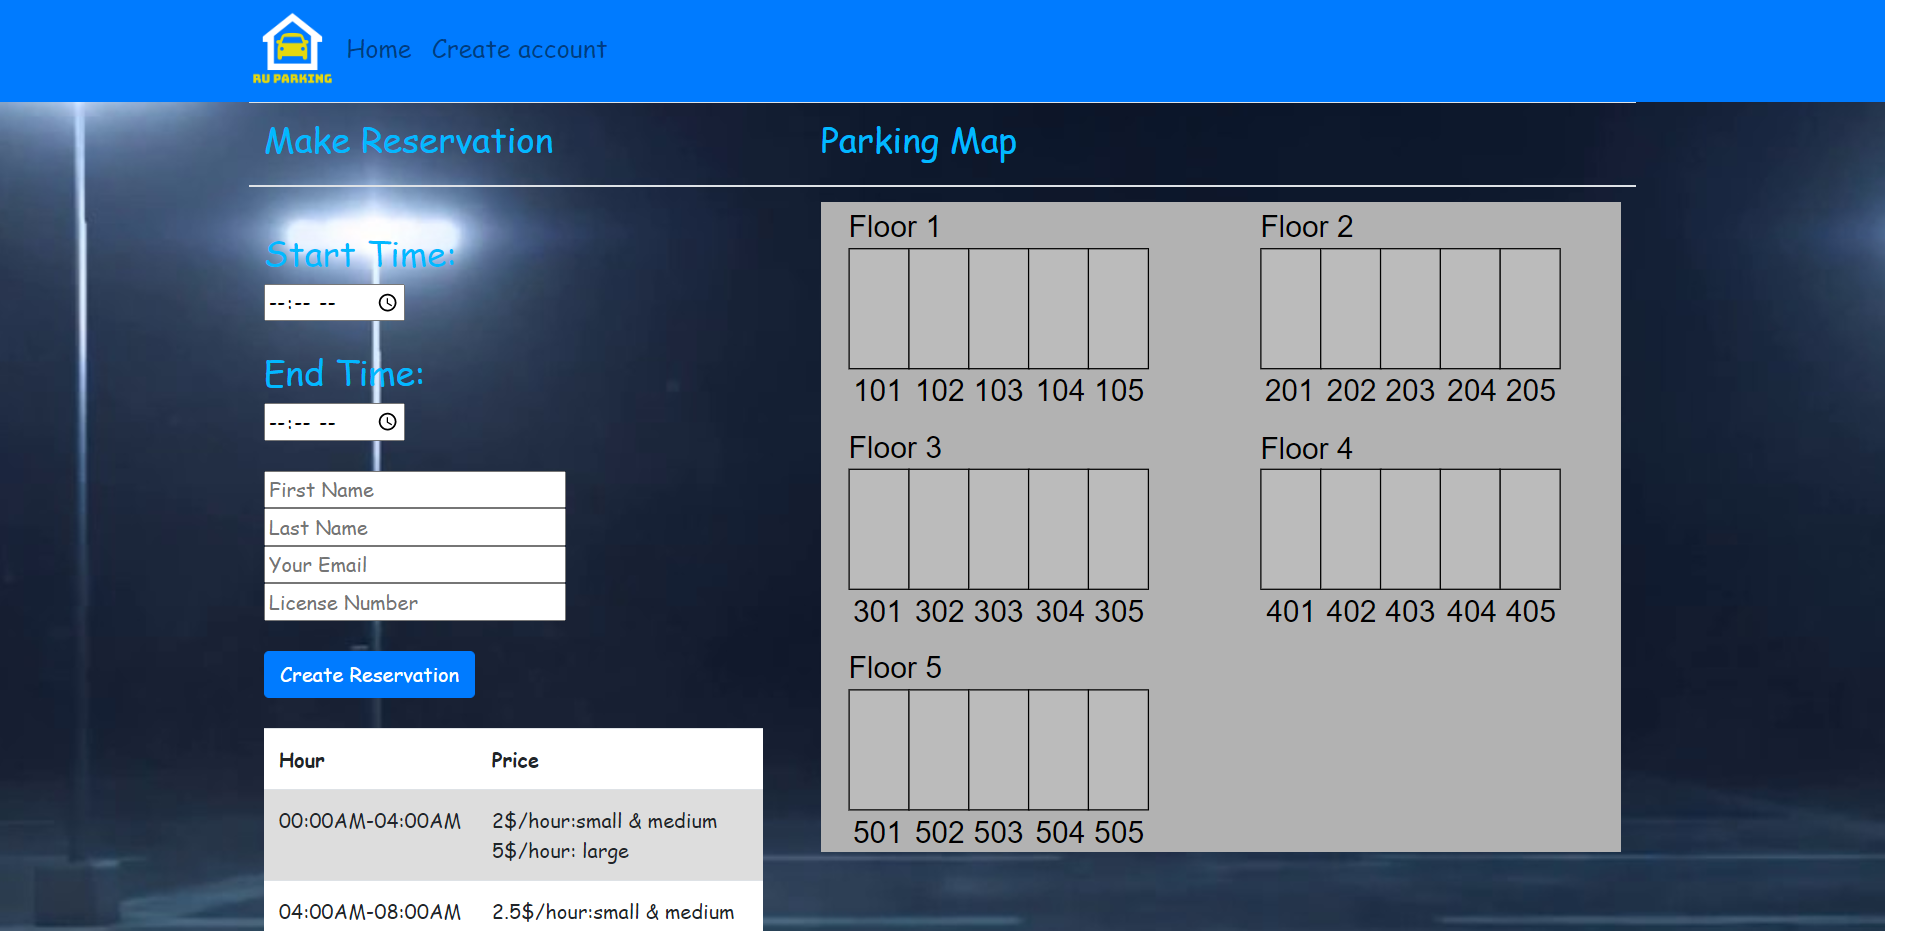 RU PARKING
Home Create account
Make Reservation
Start Time:
--:-- --
End Time:
--:-- --
First Name
Last Name
Your Email
License Number
Create Reservation
Hour Price
00:00AM-04:00AM 2$/hour:small & medium
5$/hour: large
04:00AM-08:00AM 2.5$/hour:small & medium
Parking Map
Floor 1
101 102 103 104 105
Floor 2
201 202 203 204 205
Floor 3
301 302 303 304 305
Floor 4
401 402 403 404 405
Floor 5
501 502 503 504 505